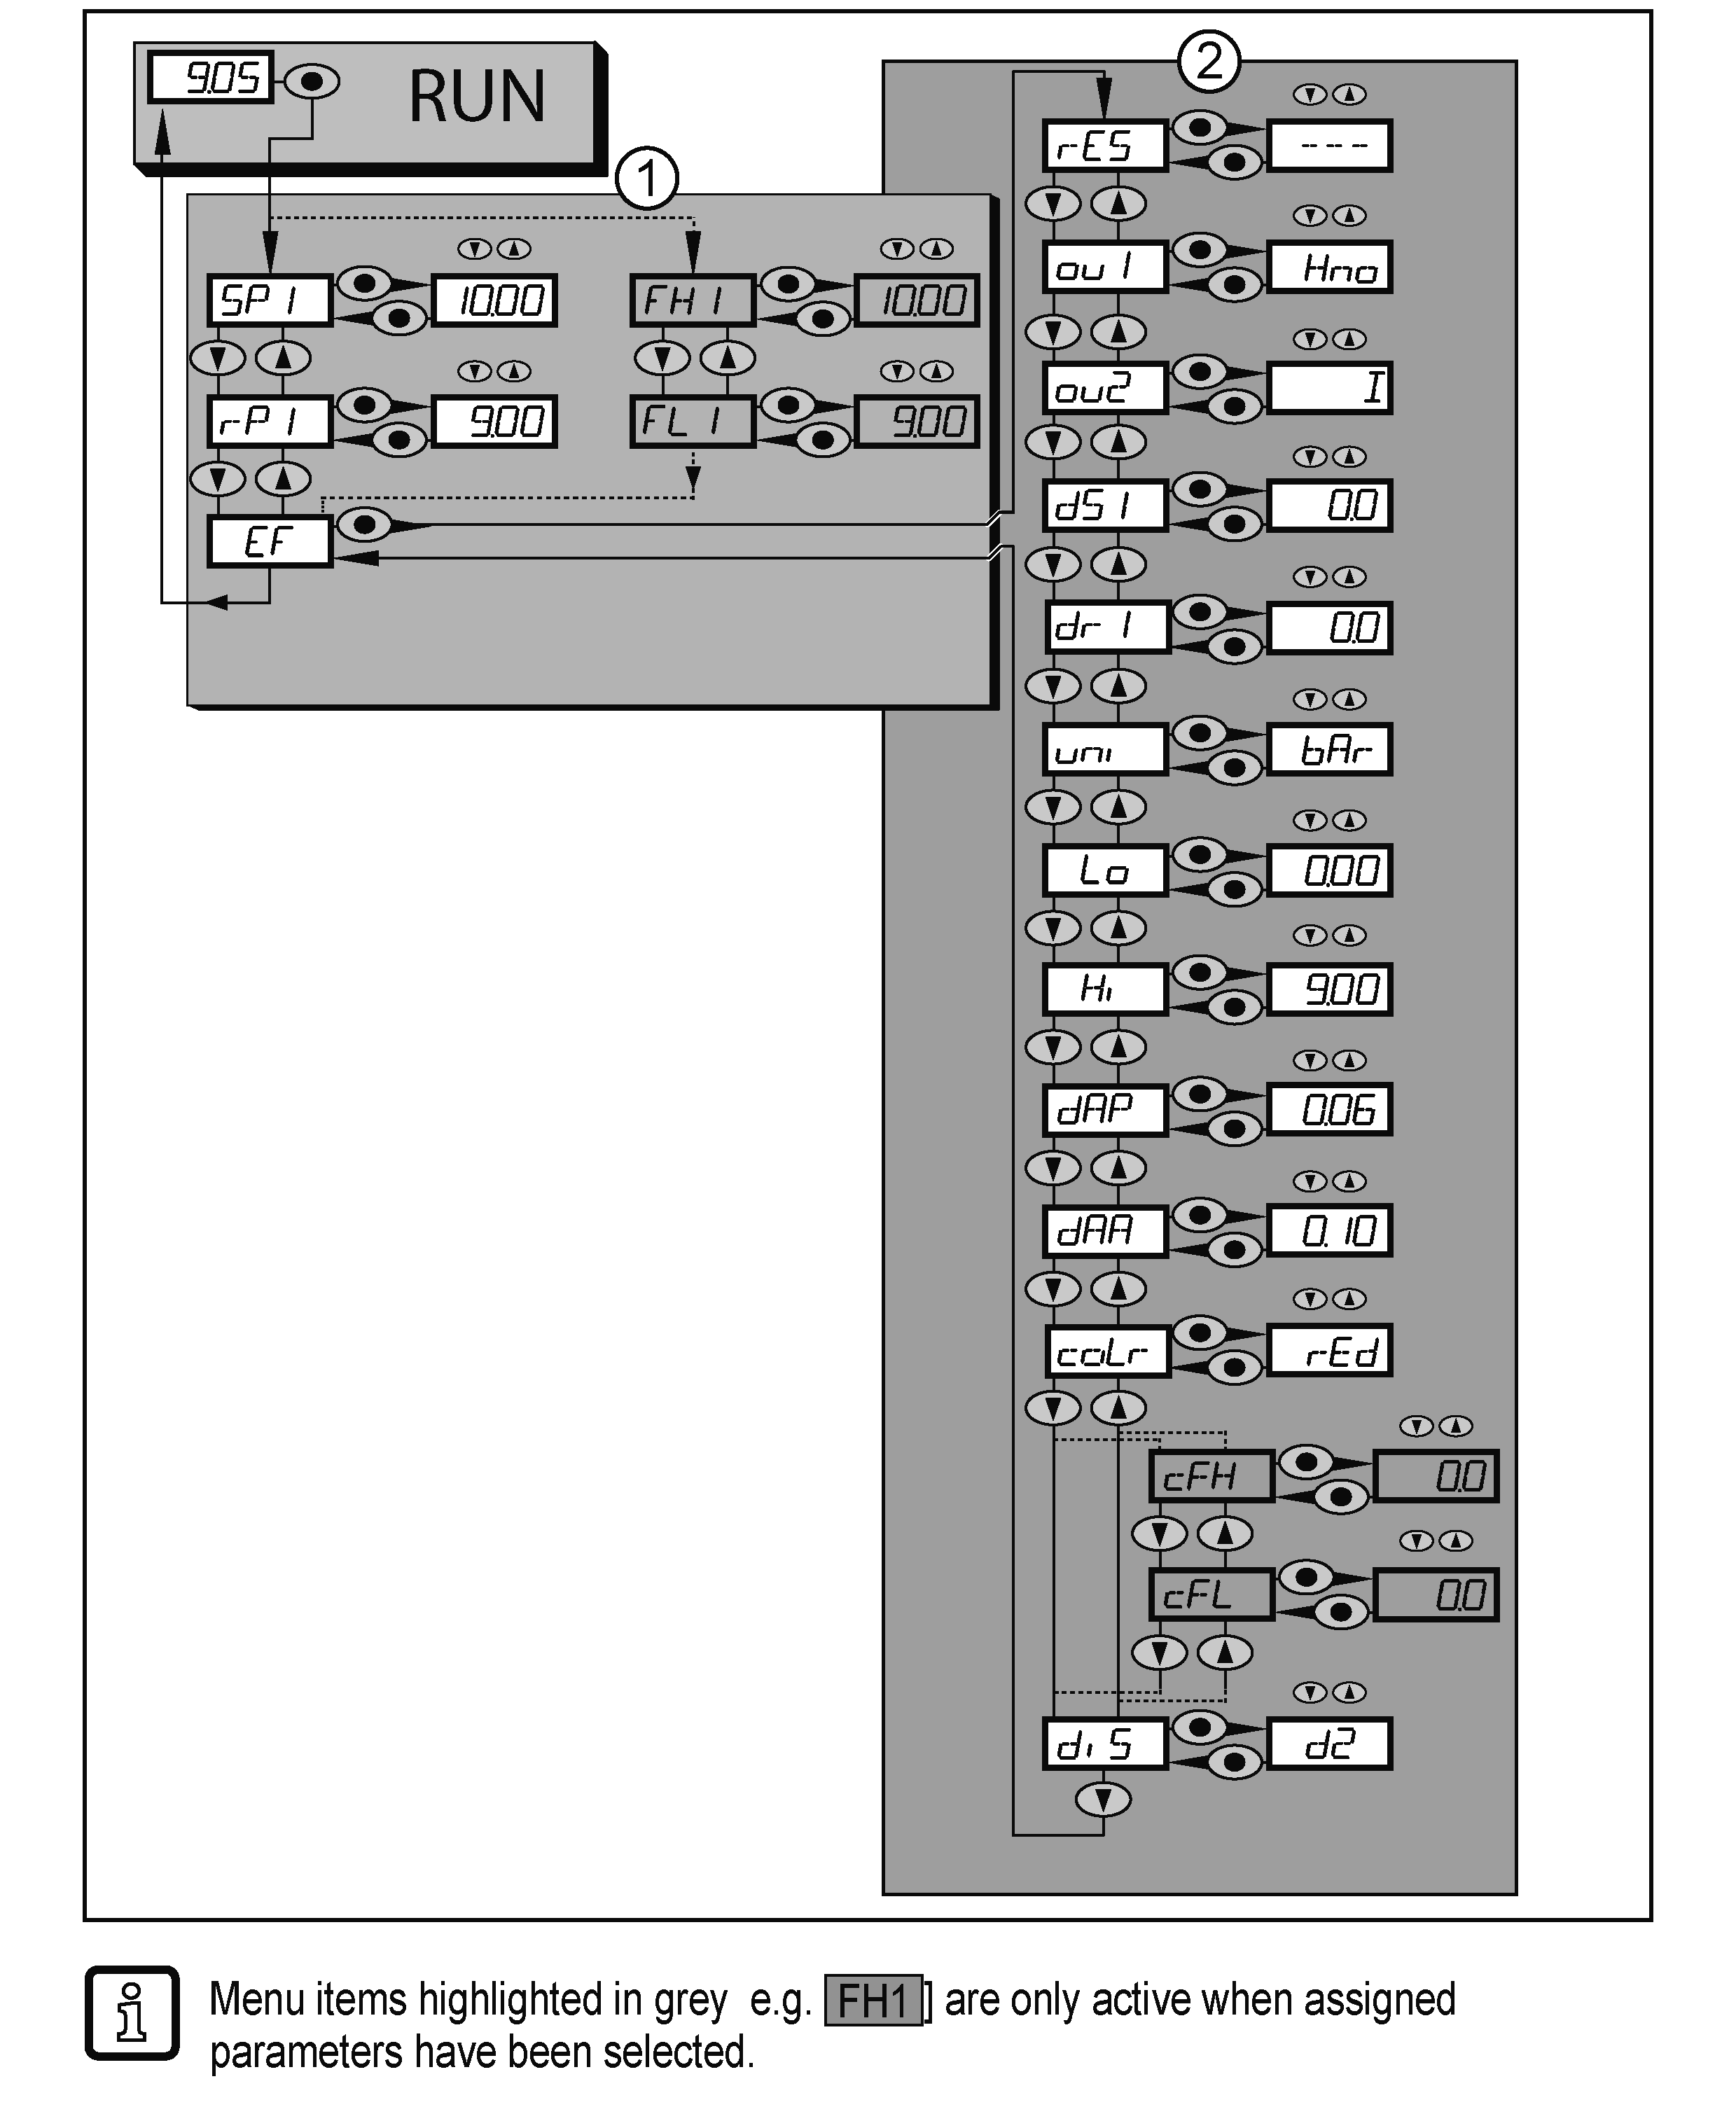 9.05
RUN
1
SP1
10.00
FH1
10.00
rP1
9.00
FL1
9.00
EF
2
rES
----
ou1
Hno
ou2
I
dS1
0.0
dr1
0.0
uni
bAr
Lo
0.00
Hi
9.00
dAP
0.06
dAA
0.10
coLr
rEd
cFH
0.0
cFL
0.0
diS
d2
i
Menu items highlighted in grey e.g. FH1] are only active when assigned
parameters have been selected.